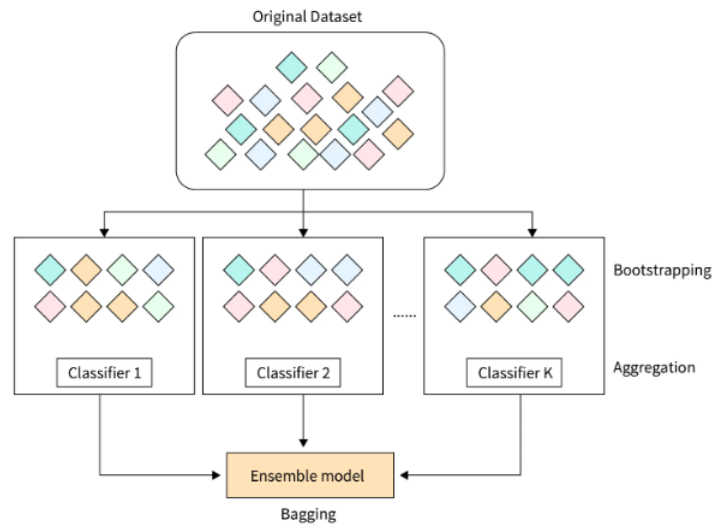 Original Dataset
Bootstrapping
......
Classifier 1
Classifier 2
Classifier K
Aggregation
Ensemble model
Bagging